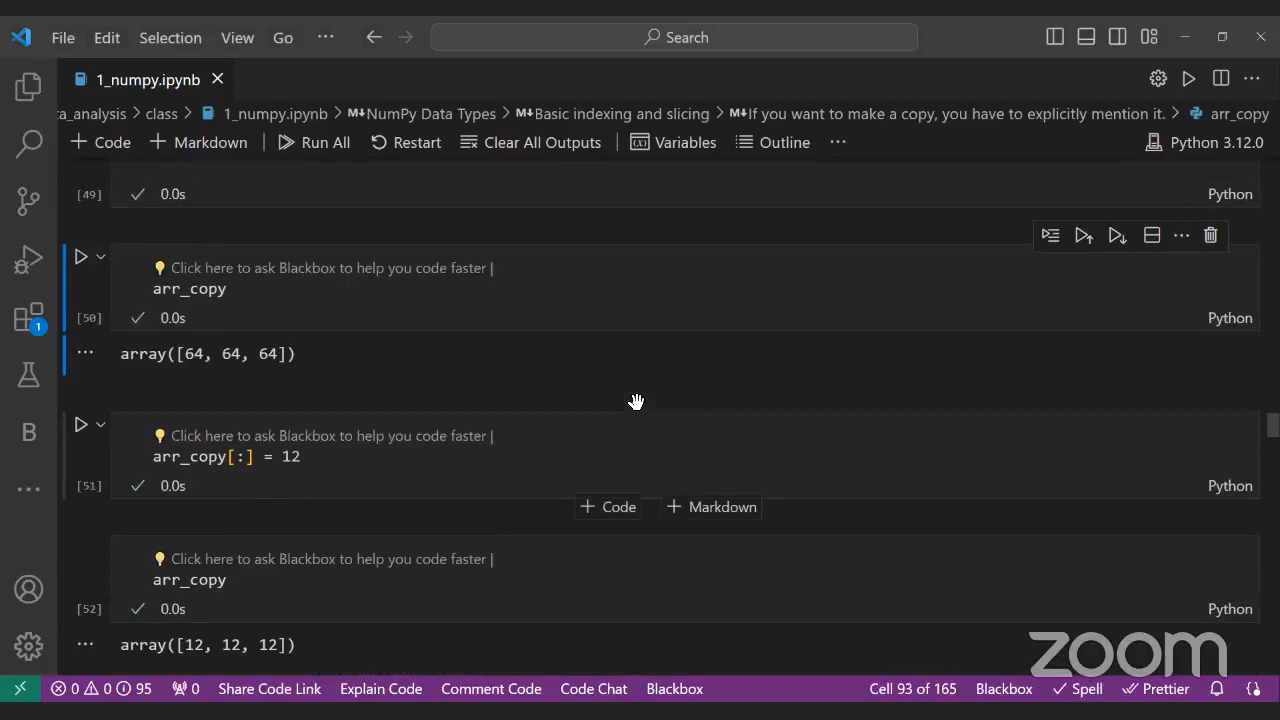 File Edit Selection View Go ··· Search
1_numpy.ipynb
ta_analysis > class > 1_numpy.ipynb > NumPy Data Types > Basic indexing and slicing > If you want to make a copy, you have to explicitly mention it. > arr_copy
+ Code + Markdown Run All Restart Clear All Outputs Variables Outline ··· Python 3.12.0
[49] 0.0s Python
Click here to ask Blackbox to help you code faster |
arr_copy
[50] 0.0s Python
··· array([64, 64, 64])
Click here to ask Blackbox to help you code faster |
arr_copy[:] = 12
[51] 0.0s Python
+ Code + Markdown
Click here to ask Blackbox to help you code faster |
arr_copy
[52] 0.0s Python
··· array([12, 12, 12])
B
1
zoom
0 0 95 0 Share Code Link Explain Code Comment Code Code Chat Blackbox Cell 93 of 165 Blackbox Spell Prettier